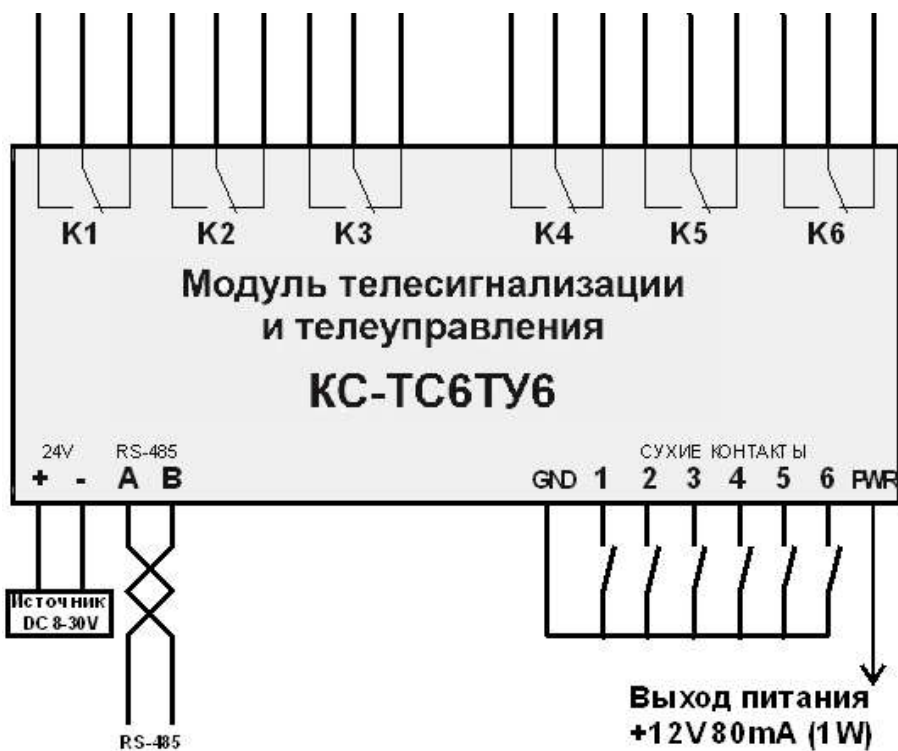 K1 K2 K3 K4 K5 K6
Модуль телесигнализации
и телеуправления
КС-ТС6ТУ6
24V RS-485 СУХИЕ КОНТАКТЫ
+ - A B GND 1 2 3 4 5 6 PWR
Источник
DC 8-30V
Выход питания
+12V 80mA (1W)
RS-485